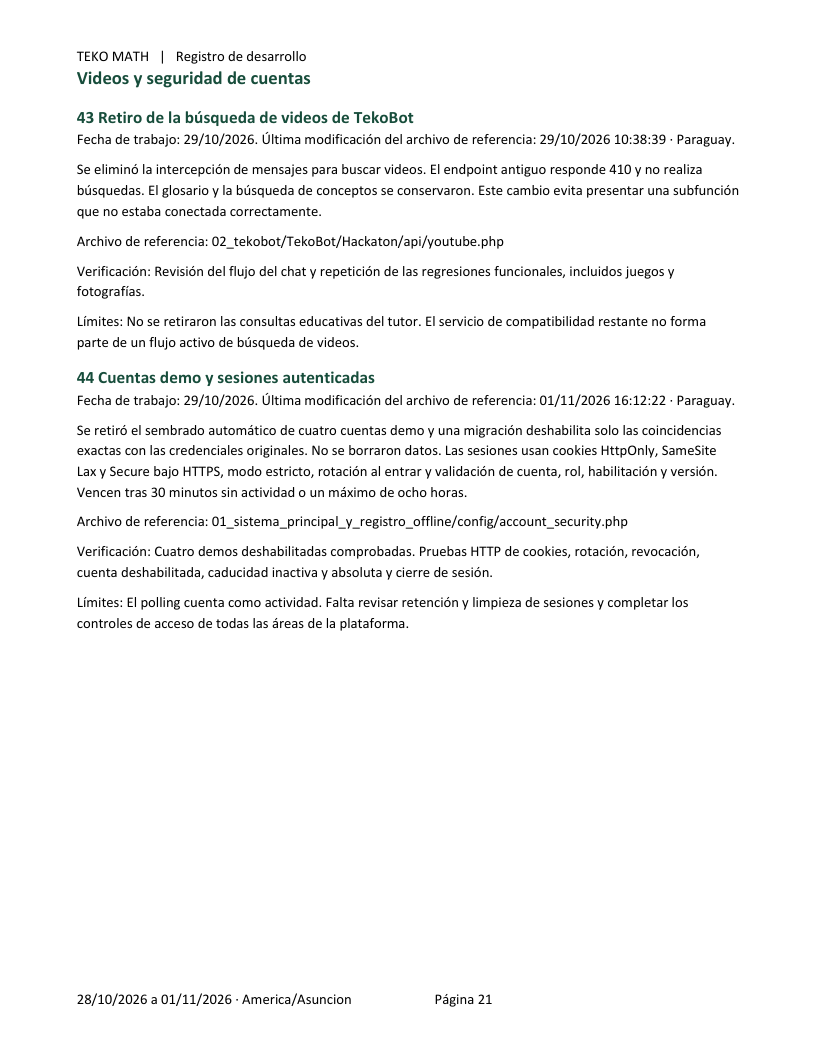 TEKO MATH | Registro de desarrollo
Videos y seguridad de cuentas
43 Retiro de la búsqueda de videos de TekoBot
Fecha de trabajo: 29/10/2026. Última modificación del archivo de referencia: 29/10/2026 10:38:39 · Paraguay.
Se eliminó la intercepción de mensajes para buscar videos. El endpoint antiguo responde 410 y no realiza
búsquedas. El glosario y la búsqueda de conceptos se conservaron. Este cambio evita presentar una subfunción
que no estaba conectada correctamente.
Archivo de referencia: 02_tekobot/TekoBot/Hackaton/api/youtube.php
Verificación: Revisión del flujo del chat y repetición de las regresiones funcionales, incluidos juegos y
fotografías.
Límites: No se retiraron las consultas educativas del tutor. El servicio de compatibilidad restante no forma
parte de un flujo activo de búsqueda de videos.
44 Cuentas demo y sesiones autenticadas
Fecha de trabajo: 29/10/2026. Última modificación del archivo de referencia: 01/11/2026 16:12:22 · Paraguay.
Se retiró el sembrado automático de cuatro cuentas demo y una migración deshabilita solo las coincidencias
exactas con las credenciales originales. No se borraron datos. Las sesiones usan cookies HttpOnly, SameSite
Lax y Secure bajo HTTPS, modo estricto, rotación al entrar y validación de cuenta, rol, habilitación y versión.
Vencen tras 30 minutos sin actividad o un máximo de ocho horas.
Archivo de referencia: 01_sistema_principal_y_registro_offline/config/account_security.php
Verificación: Cuatro demos deshabilitadas comprobadas. Pruebas HTTP de cookies, rotación, revocación,
cuenta deshabilitada, caducidad inactiva y absoluta y cierre de sesión.
Límites: El polling cuenta como actividad. Falta revisar retención y limpieza de sesiones y completar los
controles de acceso de todas las áreas de la plataforma.
28/10/2026 a 01/11/2026 · America/Asuncion Página 21